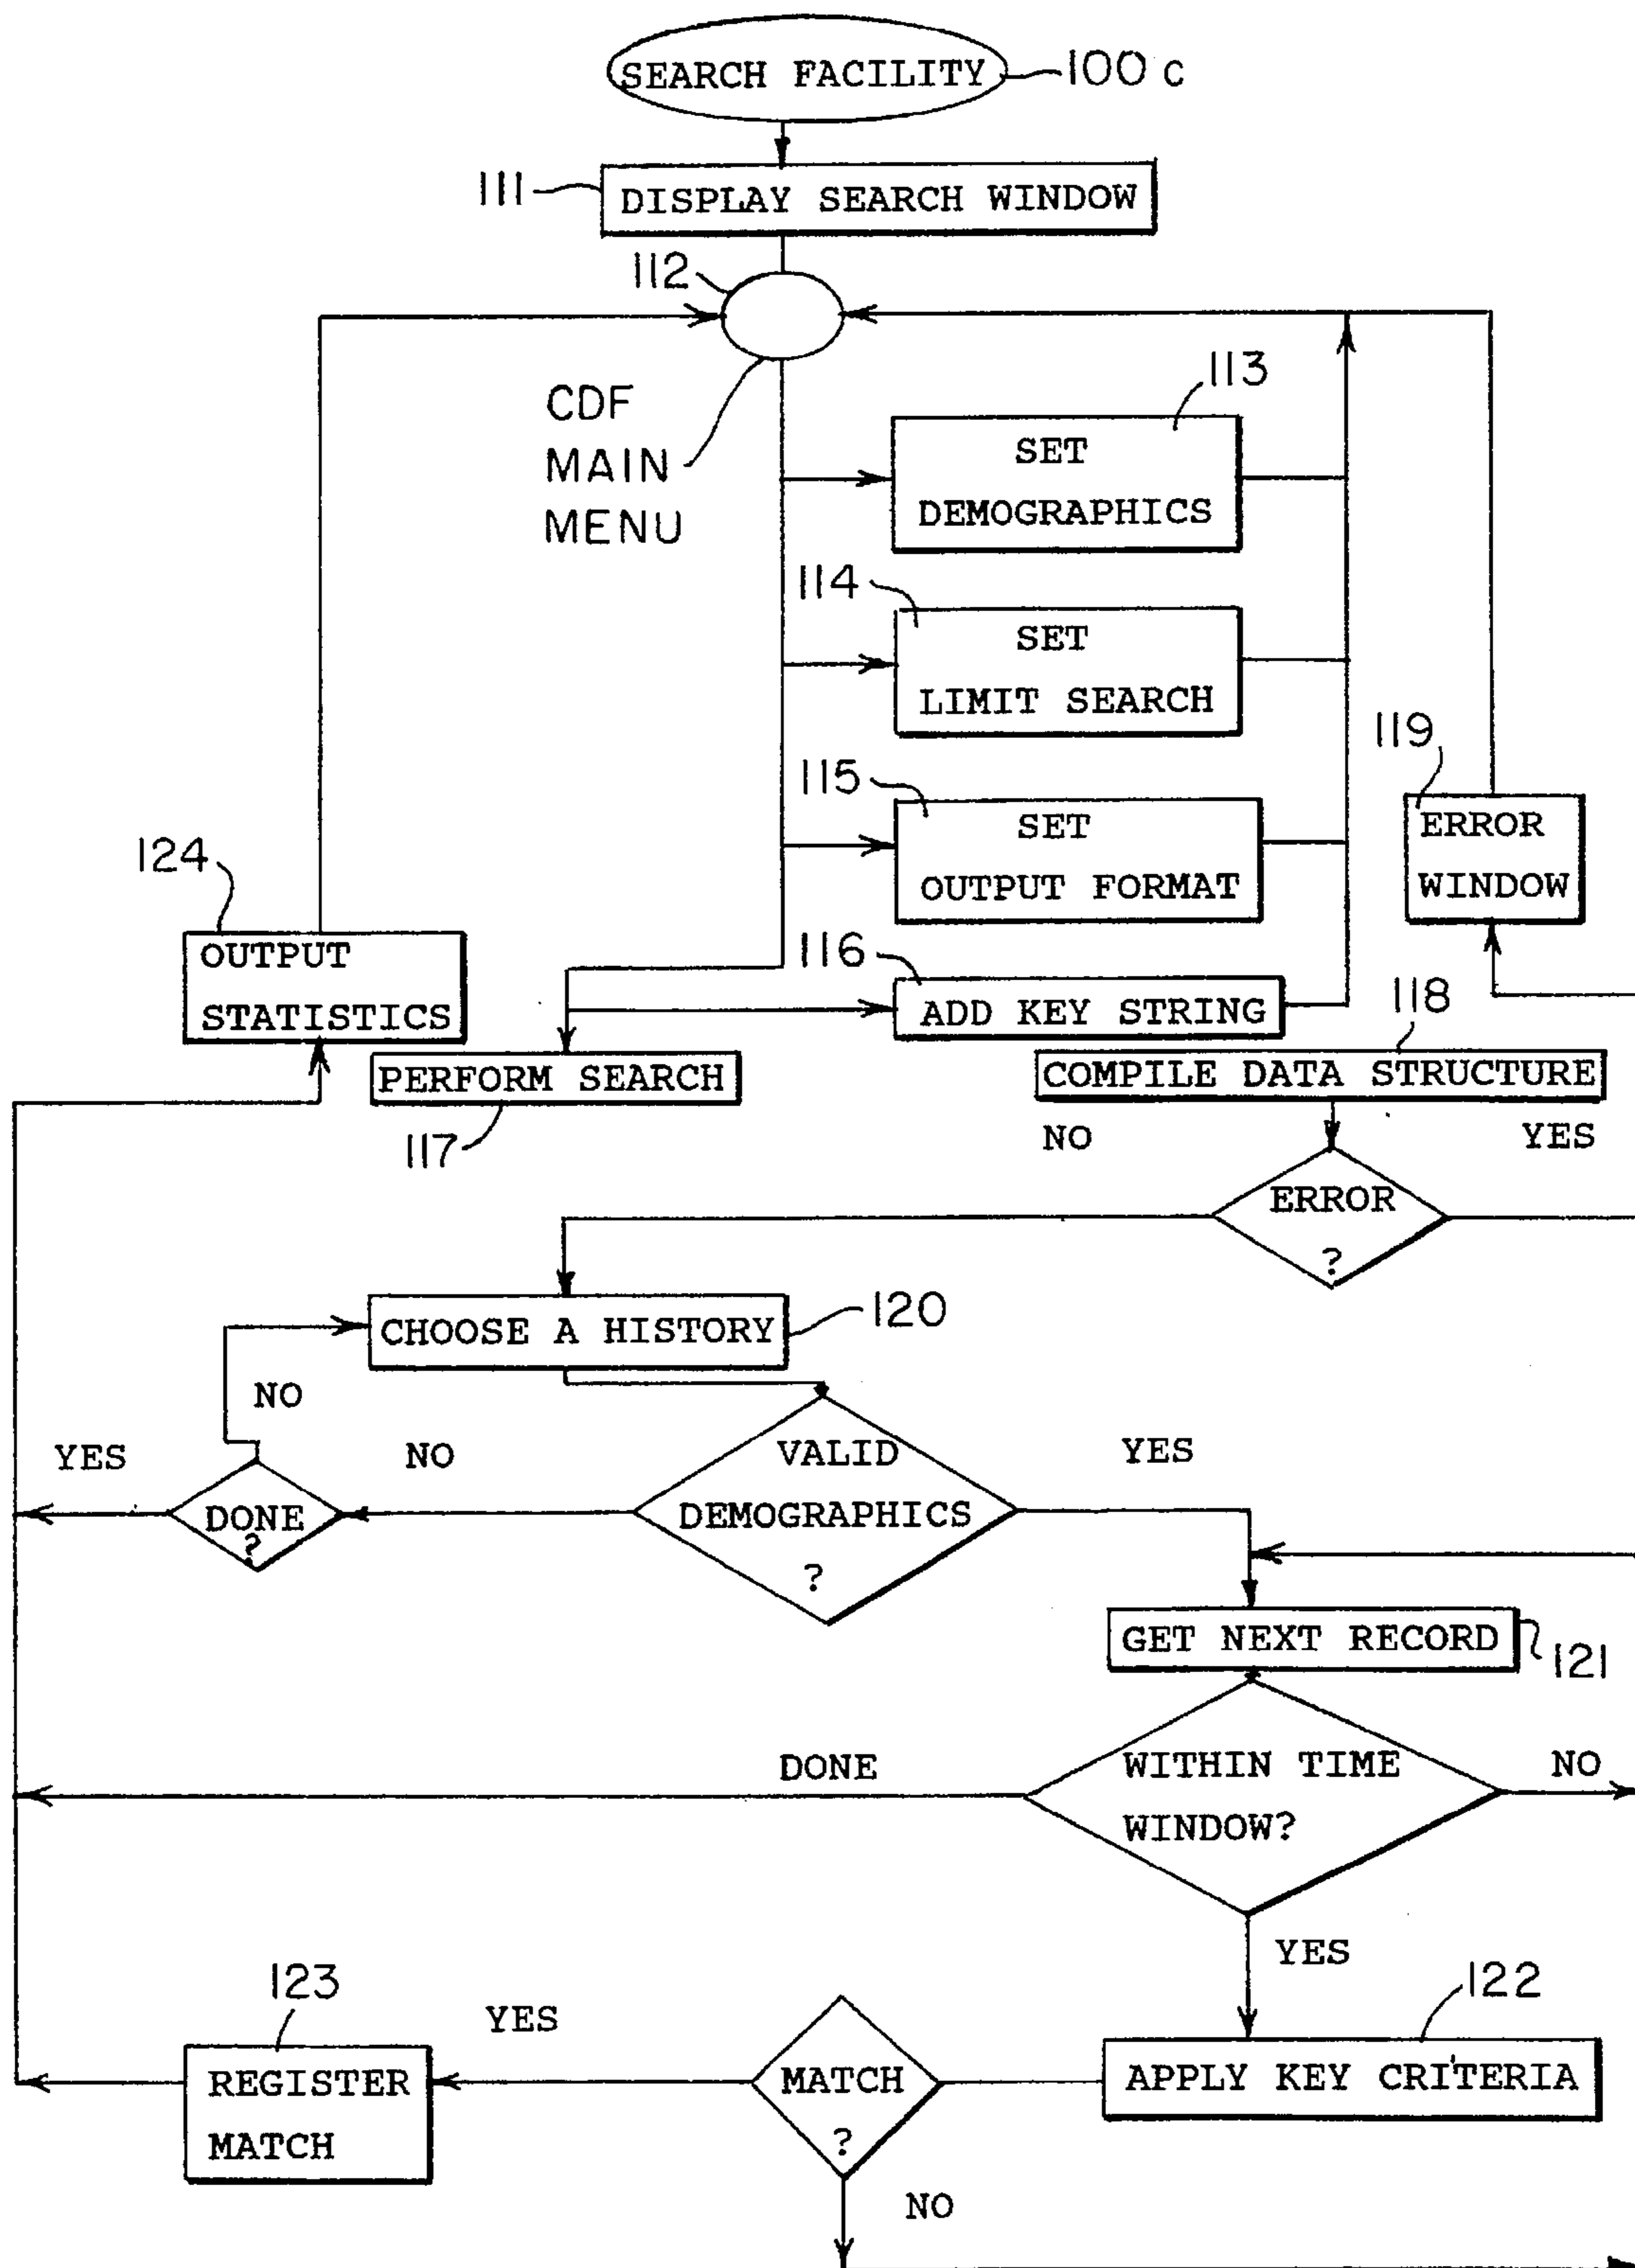 SEARCH FACILITY
100 c
111
DISPLAY SEARCH WINDOW
112
CDF
MAIN
MENU
113
SET
DEMOGRAPHICS
114
SET
LIMIT SEARCH
115
SET
OUTPUT FORMAT
119
ERROR
WINDOW
124
OUTPUT
STATISTICS
116
ADD KEY STRING
118
PERFORM SEARCH
117
COMPILE DATA STRUCTURE
NO
YES
ERROR
?
CHOOSE A HISTORY
120
NO
YES
DONE
?
NO
VALID
DEMOGRAPHICS
?
YES
GET NEXT RECORD
121
DONE
WITHIN TIME
WINDOW?
NO
YES
123
REGISTER
MATCH
YES
MATCH
?
122
APPLY KEY CRITERIA
NO